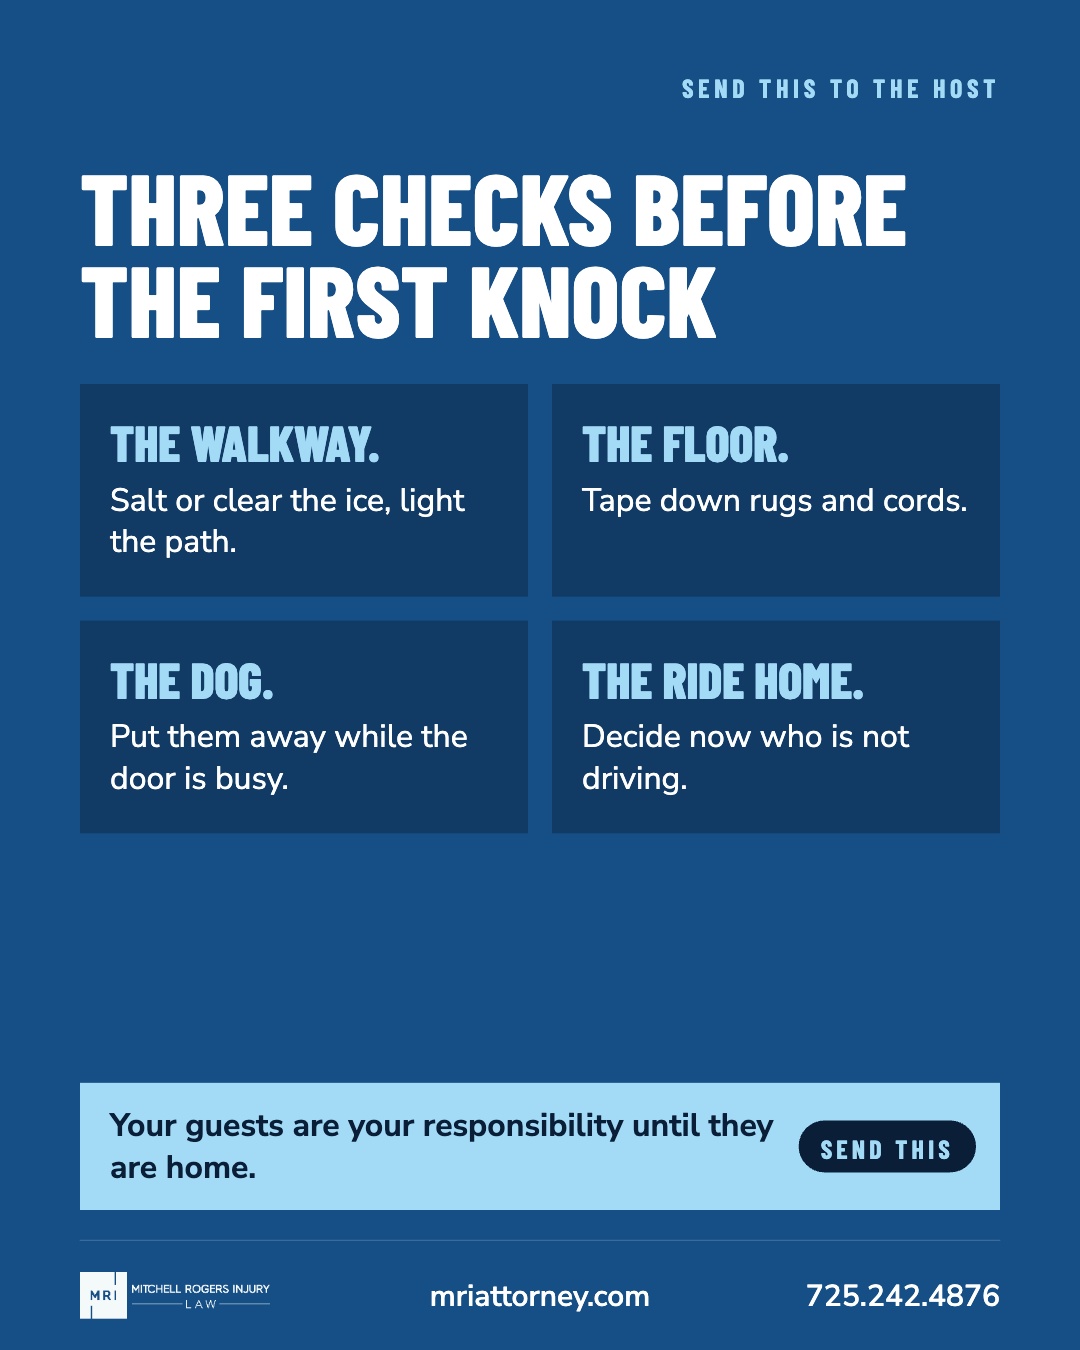 SEND THIS TO THE HOST
THREE CHECKS BEFORE
THE FIRST KNOCK
THE WALKWAY.
Salt or clear the ice, light
the path.
THE FLOOR.
Tape down rugs and cords.
THE DOG.
Put them away while the
door is busy.
THE RIDE HOME.
Decide now who is not
driving.
Your guests are your responsibility until they
are home.
SEND THIS
MRI
MITCHELL ROGERS INJURY
LAW
mriattorney.com
725.242.4876